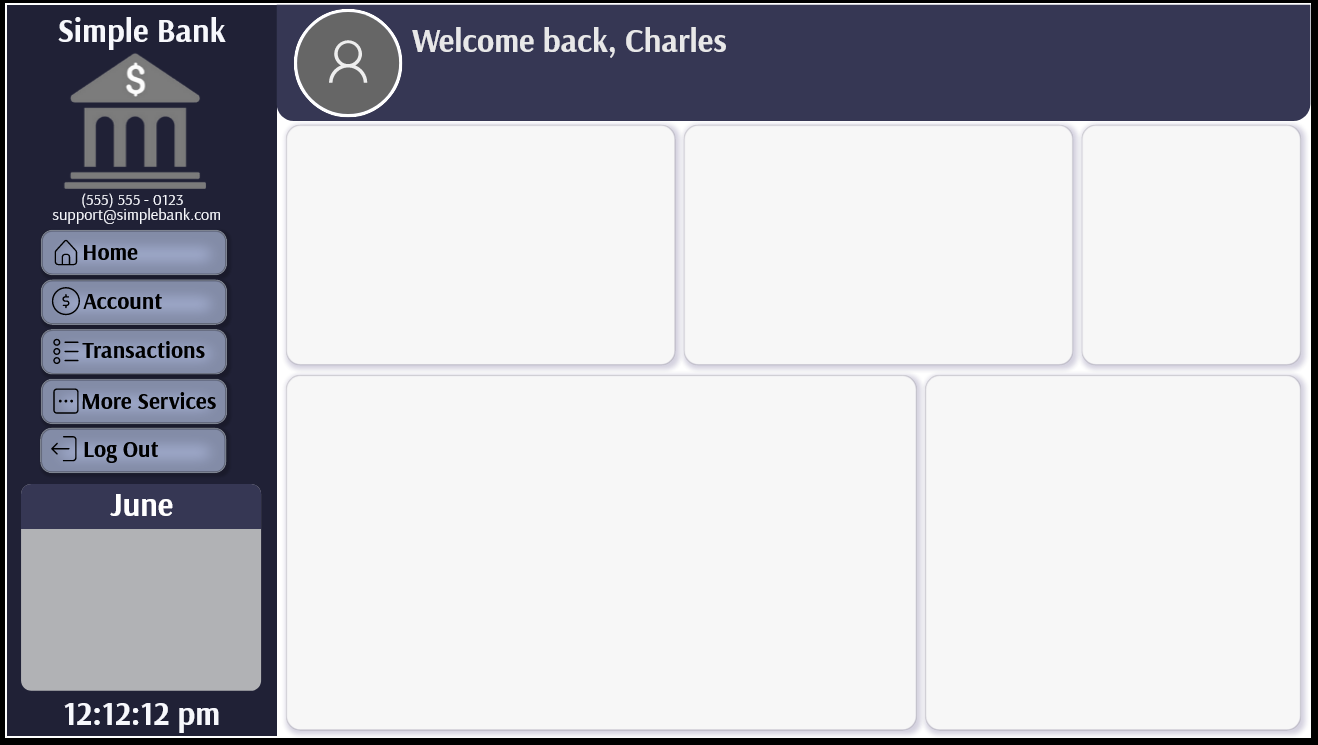 Simple Bank
$
(555) 555 - 0123
support@simplebank.com
Home
$
Account
Transactions
More Services
Log Out
June
12:12:12 pm
Welcome back, Charles